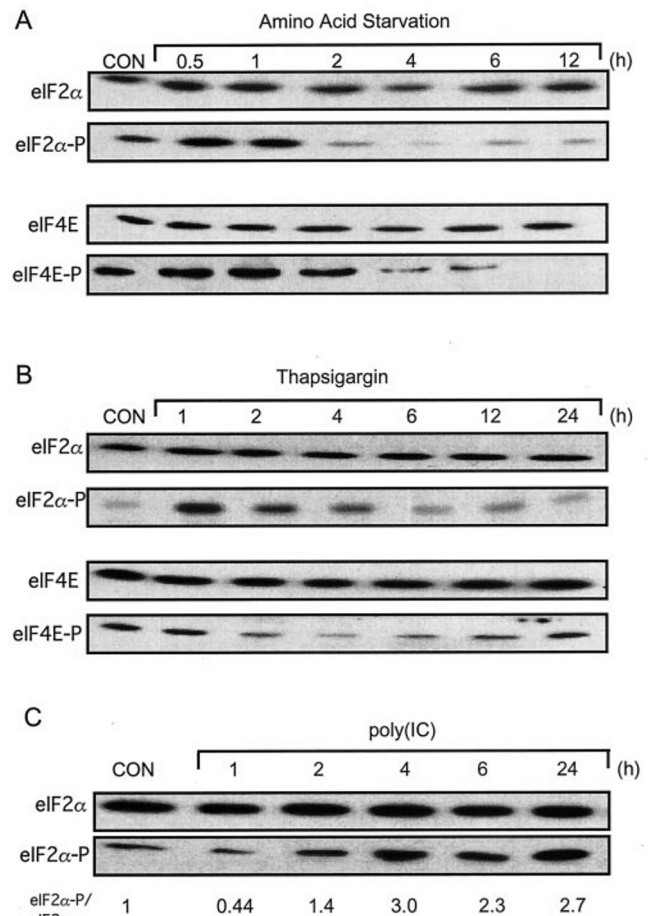 A
Amino Acid Starvation
CON 0.5 1 2 4 6 12 (h)
eIF2α
eIF2α-P
eIF4E
eIF4E-P
B
Thapsigargin
CON 1 2 4 6 12 24 (h)
eIF2α
eIF2α-P
eIF4E
eIF4E-P
C
poly(IC)
CON 1 2 4 6 24 (h)
eIF2α
eIF2α-P
eIF2α-P/ 1 0.44 1.4 3.0 2.3 2.7